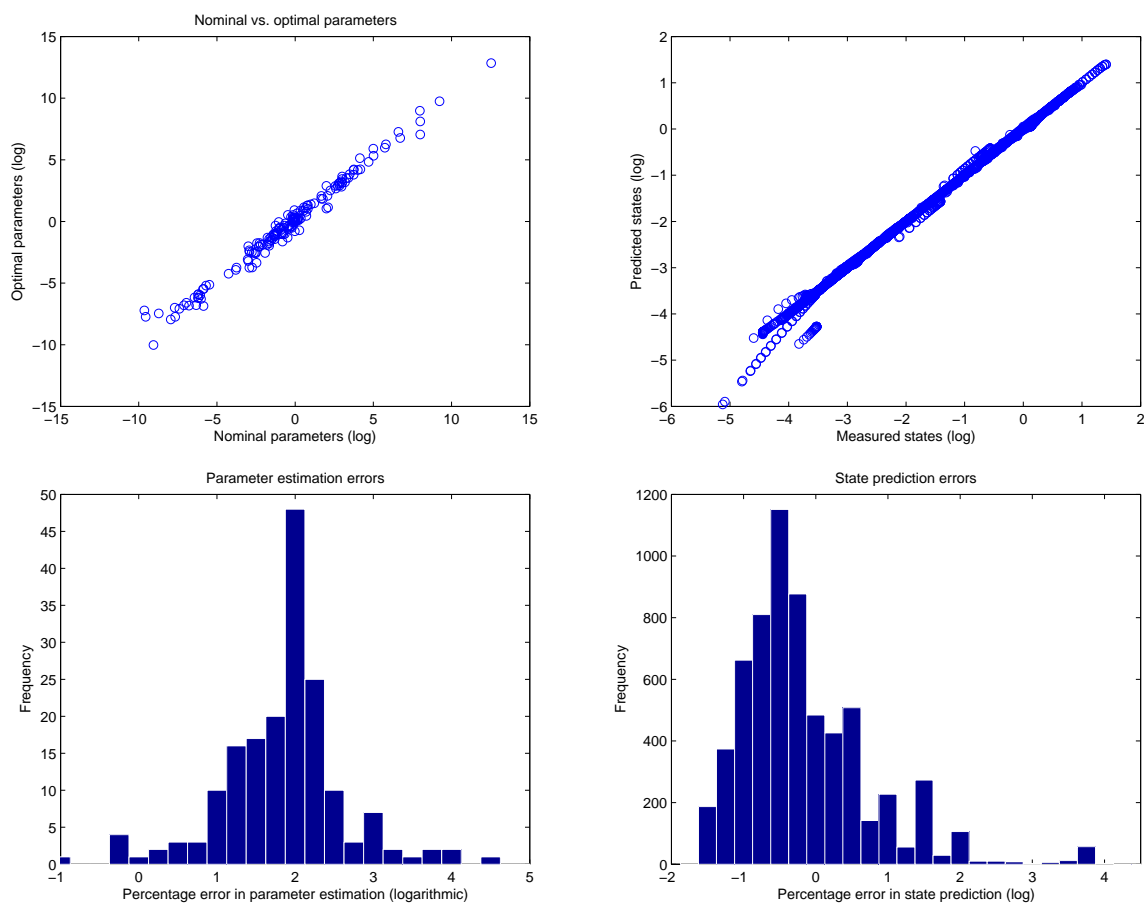 Nominal vs. optimal parameters
15
10
5
0
−5
−10
−15
Optimal parameters (log)
−15 −10 −5 0 5 10 15
Nominal parameters (log)
2
1
0
−1
−2
−3
−4
−5
−6
Predicted states (log)
−6 −5 −4 −3 −2 −1 0 1 2
Measured states (log)
Parameter estimation errors
50
45
40
35
30
25
20
15
10
5
0
Frequency
−1 0 1 2 3 4 5
Percentage error in parameter estimation (logarithmic)
State prediction errors
1200
1000
800
600
400
200
0
Frequency
−2 −1 0 1 2 3 4
Percentage error in state prediction (log)